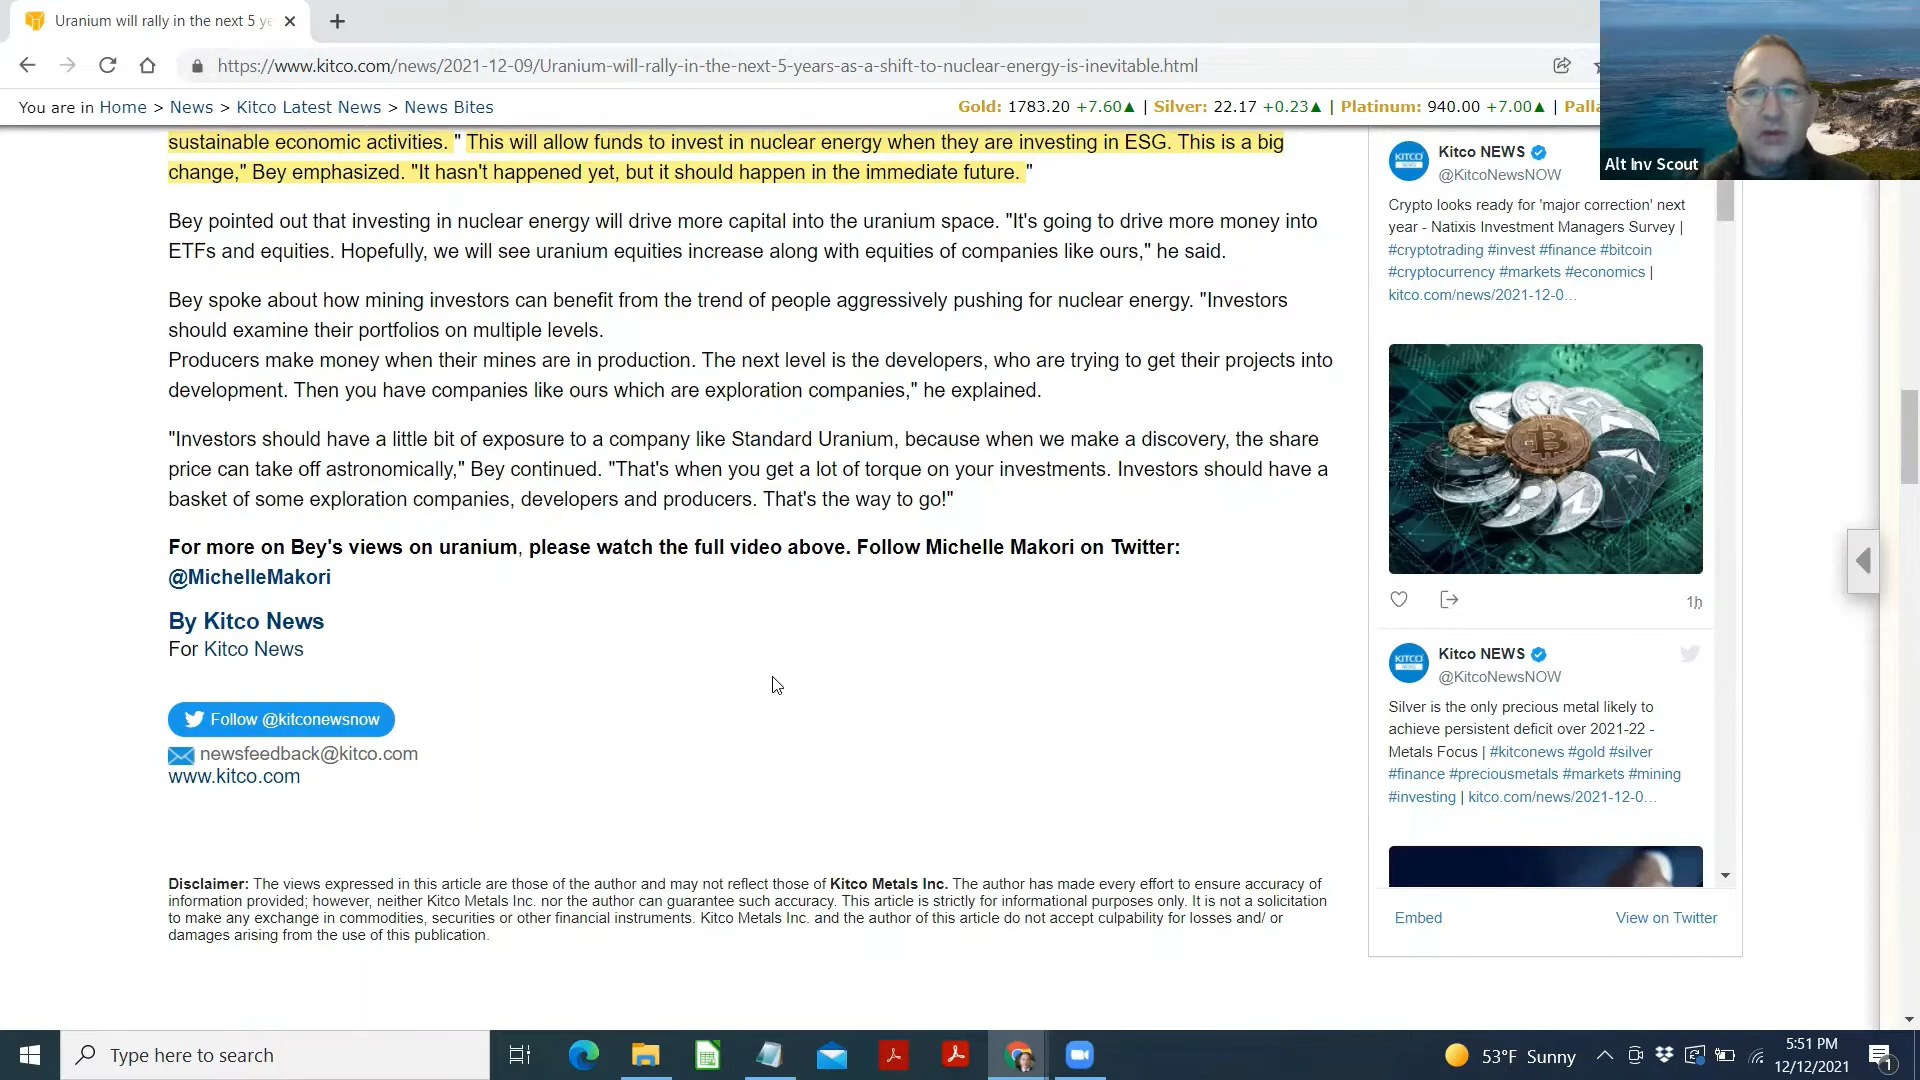 Uranium will rally in the next 5 ye
https://www.kitco.com/news/2021-12-09/Uranium-will-rally-in-the-next-5-years-as-a-shift-to-nuclear-energy-is-inevitable.html
You are in Home > News > Kitco Latest News > News Bites
Gold: 1783.20 +7.60▲ | Silver: 22.17 +0.23▲ | Platinum: 940.00 +7.00▲ | Palla
Alt Inv Scout
sustainable economic activities. " This will allow funds to invest in nuclear energy when they are investing in ESG. This is a big
change," Bey emphasized. "It hasn't happened yet, but it should happen in the immediate future. "
Bey pointed out that investing in nuclear energy will drive more capital into the uranium space. "It's going to drive more money into
ETFs and equities. Hopefully, we will see uranium equities increase along with equities of companies like ours," he said.
Bey spoke about how mining investors can benefit from the trend of people aggressively pushing for nuclear energy. "Investors
should examine their portfolios on multiple levels.
Producers make money when their mines are in production. The next level is the developers, who are trying to get their projects into
development. Then you have companies like ours which are exploration companies," he explained.
"Investors should have a little bit of exposure to a company like Standard Uranium, because when we make a discovery, the share
price can take off astronomically," Bey continued. "That's when you get a lot of torque on your investments. Investors should have a
basket of some exploration companies, developers and producers. That's the way to go!"
For more on Bey's views on uranium, please watch the full video above. Follow Michelle Makori on Twitter:
@MichelleMakori
By Kitco News
For Kitco News
Follow @kitconewsnow
newsfeedback@kitco.com
www.kitco.com
Disclaimer: The views expressed in this article are those of the author and may not reflect those of Kitco Metals Inc. The author has made every effort to ensure accuracy of
information provided; however, neither Kitco Metals Inc. nor the author can guarantee such accuracy. This article is strictly for informational purposes only. It is not a solicitation
to make any exchange in commodities, securities or other financial instruments. Kitco Metals Inc. and the author of this article do not accept culpability for losses and/ or
damages arising from the use of this publication.
KITCO
NEWS
Kitco NEWS
@KitcoNewsNOW
Crypto looks ready for 'major correction' next
year - Natixis Investment Managers Survey |
#cryptotrading #invest #finance #bitcoin
#cryptocurrency #markets #economics |
kitco.com/news/2021-12-0…
1h
KITCO
NEWS
Kitco NEWS
@KitcoNewsNOW
Silver is the only precious metal likely to
achieve persistent deficit over 2021-22 -
Metals Focus | #kitconews #gold #silver
#finance #preciousmetals #markets #mining
#investing | kitco.com/news/2021-12-0…
Embed
View on Twitter
Type here to search
53°F Sunny
5:51 PM
12/12/2021
1